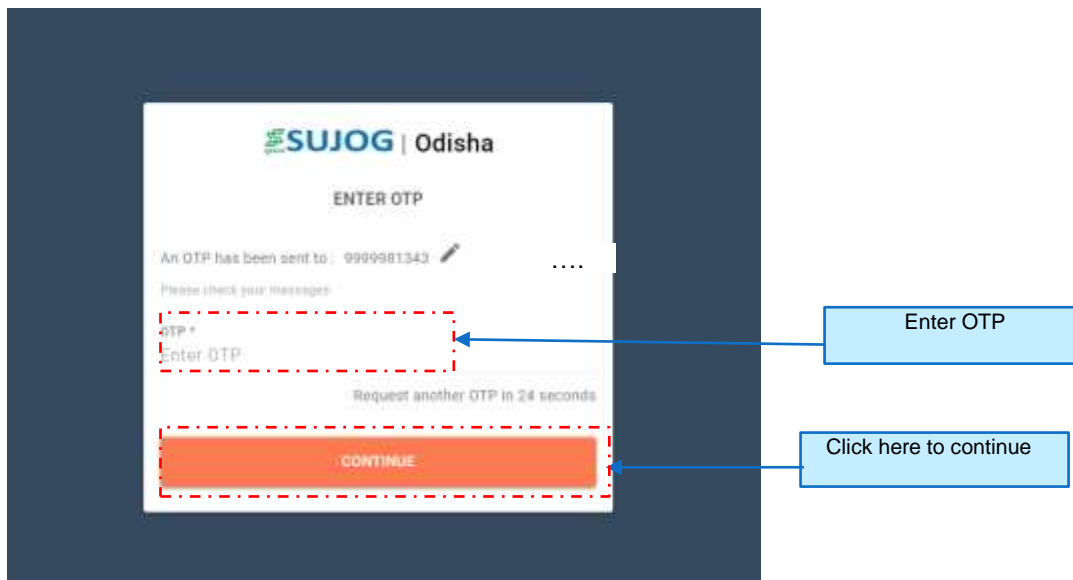 SUJOG | Odisha
ENTER OTP
An OTP has been sent to : 9999981343
....
Please check your messages
OTP *
Enter OTP
Request another OTP in 24 seconds
CONTINUE
Enter OTP
Click here to continue